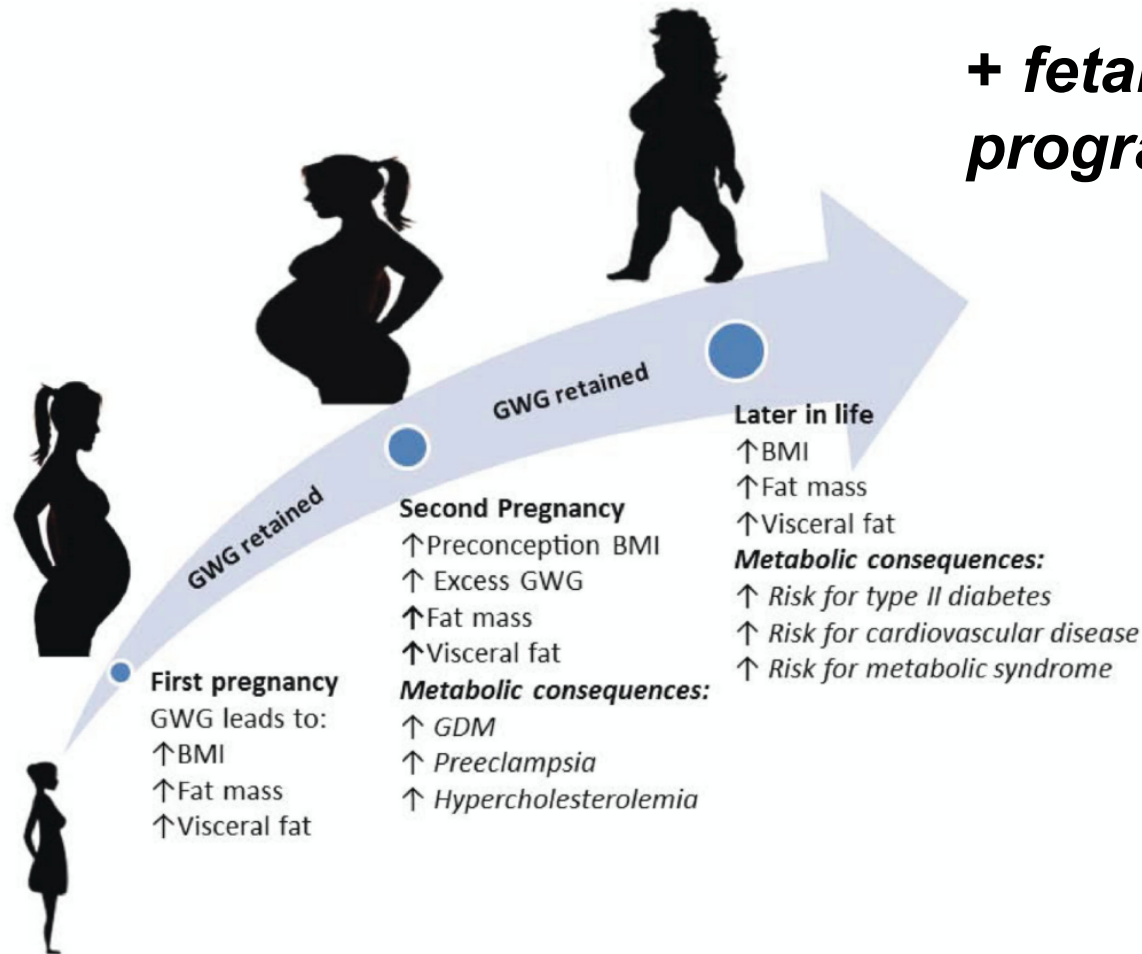 + fetal
progra
GWG retained
GWG retained
First pregnancy
GWG leads to:
↑BMI
↑Fat mass
↑Visceral fat
Second Pregnancy
↑Preconception BMI
↑ Excess GWG
↑Fat mass
↑Visceral fat
Metabolic consequences:
↑ GDM
↑ Preeclampsia
↑ Hypercholesterolemia
Later in life
↑BMI
↑Fat mass
↑Visceral fat
Metabolic consequences:
↑ Risk for type II diabetes
↑ Risk for cardiovascular disease
↑ Risk for metabolic syndrome